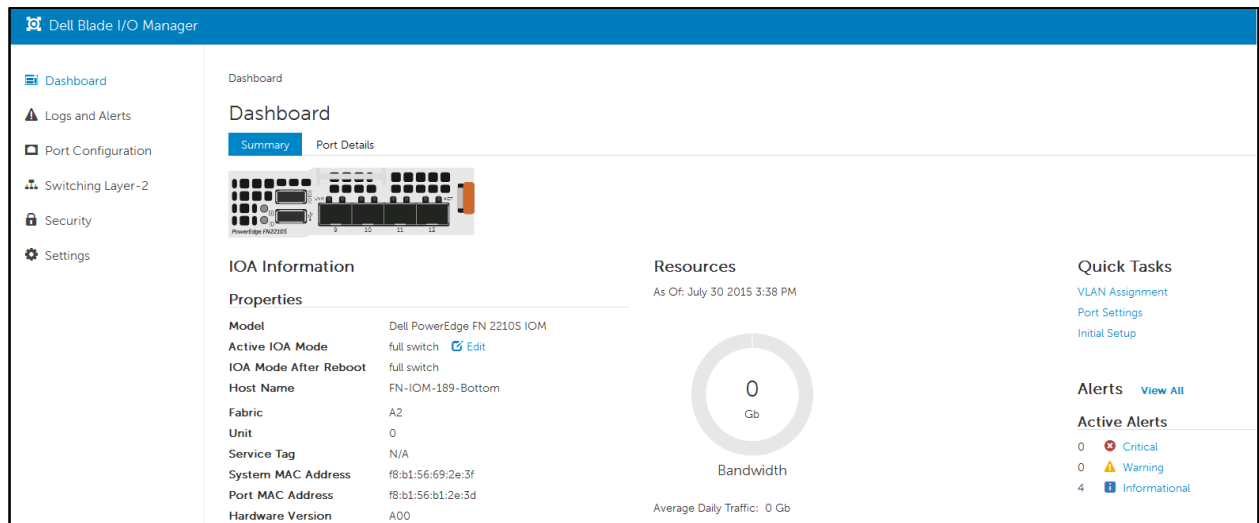 Dell Blade I/O Manager
Dashboard
Logs and Alerts
Port Configuration
Switching Layer-2
Security
Settings
Dashboard
Dashboard
Summary Port Details
PowerEdge FN2210S
9 10 11 12
IOA Information
Properties
Model Dell PowerEdge FN 2210S IOM
Active IOA Mode full switch Edit
IOA Mode After Reboot full switch
Host Name FN-IOM-189-Bottom
Fabric A2
Unit 0
Service Tag N/A
System MAC Address f8:b1:56:69:2e:3f
Port MAC Address f8:b1:56:b1:2e:3d
Hardware Version A00
Resources
As Of: July 30 2015 3:38 PM
0
Gb
Bandwidth
Average Daily Traffic: 0 Gb
Quick Tasks
VLAN Assignment
Port Settings
Initial Setup
Alerts View All
Active Alerts
0 Critical
0 Warning
4 Informational